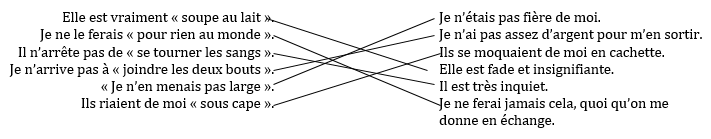 Elle est vraiment « soupe au lait ».
Je ne le ferais « pour rien au monde ».
Il n’arrête pas de « se tourner les sangs ».
Je n’arrive pas à « joindre les deux bouts ».
« Je n’en menais pas large ».
Ils riaient de moi « sous cape ».
Je n’étais pas fière de moi.
Je n’ai pas assez d’argent pour m’en sortir.
Ils se moquaient de moi en cachette.
Elle est fade et insignifiante.
Il est très inquiet.
Je ne ferai jamais cela, quoi qu’on me
donne en échange.